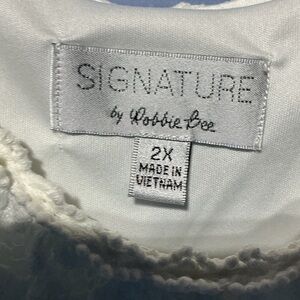 SIGNATURE
by Robbie Bee
2X
MADE IN
VIETNAM